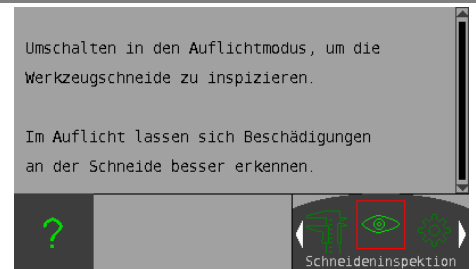 Umschalten in den Auflichtmodus, um die
Werkzeugschneide zu inspizieren.
Im Auflicht lassen sich Beschädigungen
an der Schneide besser erkennen.
?
Schneideninspektion